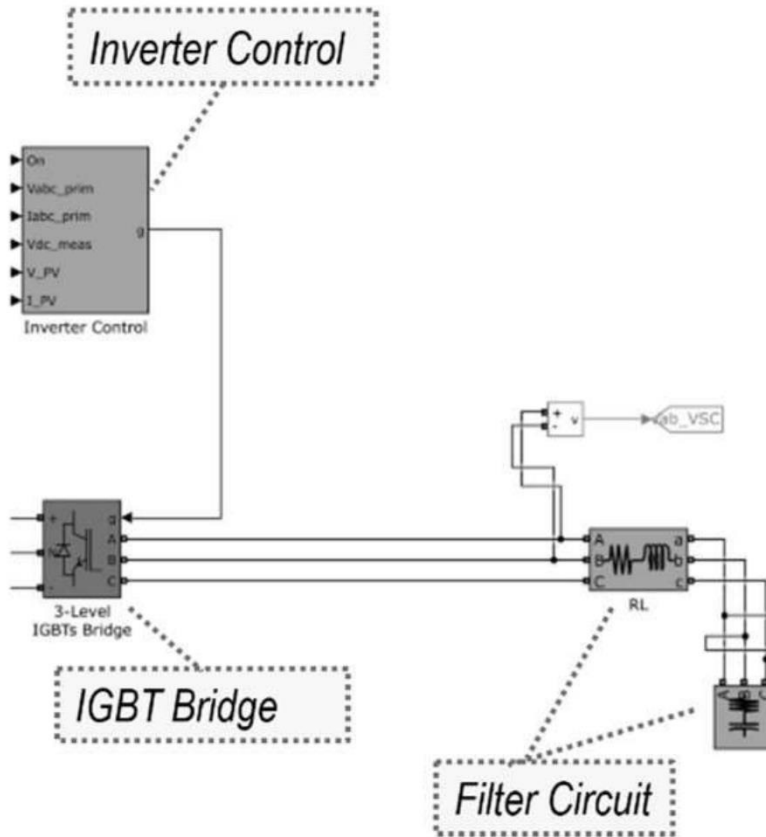 Inverter Control
On
Vabc_prim
Iabc_prim
Vdc_meas
V_PV
I_PV
g
Inverter Control
+
-
v
ab_VSC
+
N
-
g
A
B
C
3-Level
IGBTs Bridge
A
B
C
a
b
c
RL
A
B
C
IGBT Bridge
Filter Circuit